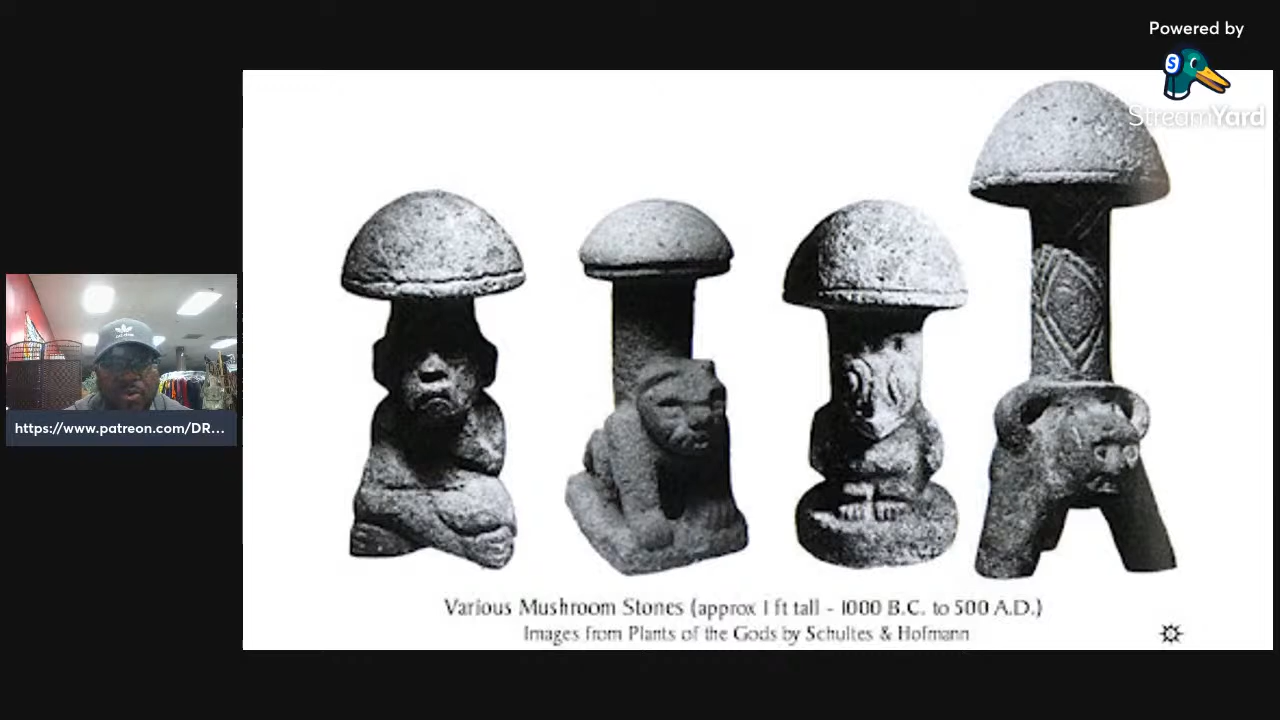 Powered by
StreamYard
https://www.patreon.com/DR...
Various Mushroom Stones (approx 1 ft tall - 1000 B.C. to 500 A.D.)
Images from Plants of the Gods by Schultes & Hofmann